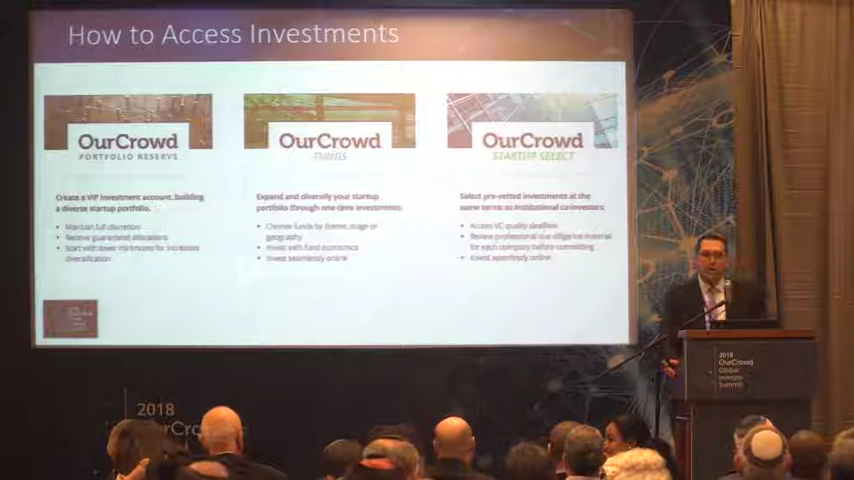 How to Access Investments
OurCrowd
PORTFOLIO RESERVE
Create a VIP investment account, building
a diverse startup portfolio.
Maintain full discretion
Receive guaranteed allocations
Start with lower minimums for increased
diversification
OurCrowd
FUNDS
Expand and diversify your startup
portfolio through one-time investments.
Choose funds by theme, stage or
geography
Invest with fund economics
Invest seamlessly online
OurCrowd
STARTUP SELECT
Select pre-vetted investments at the
same terms as institutional co-investors.
Access VC quality dealflow
Review professional due diligence material
for each company before committing
Invest seamlessly online
2018
OurCrowd
Global
Investor
Summit
2018